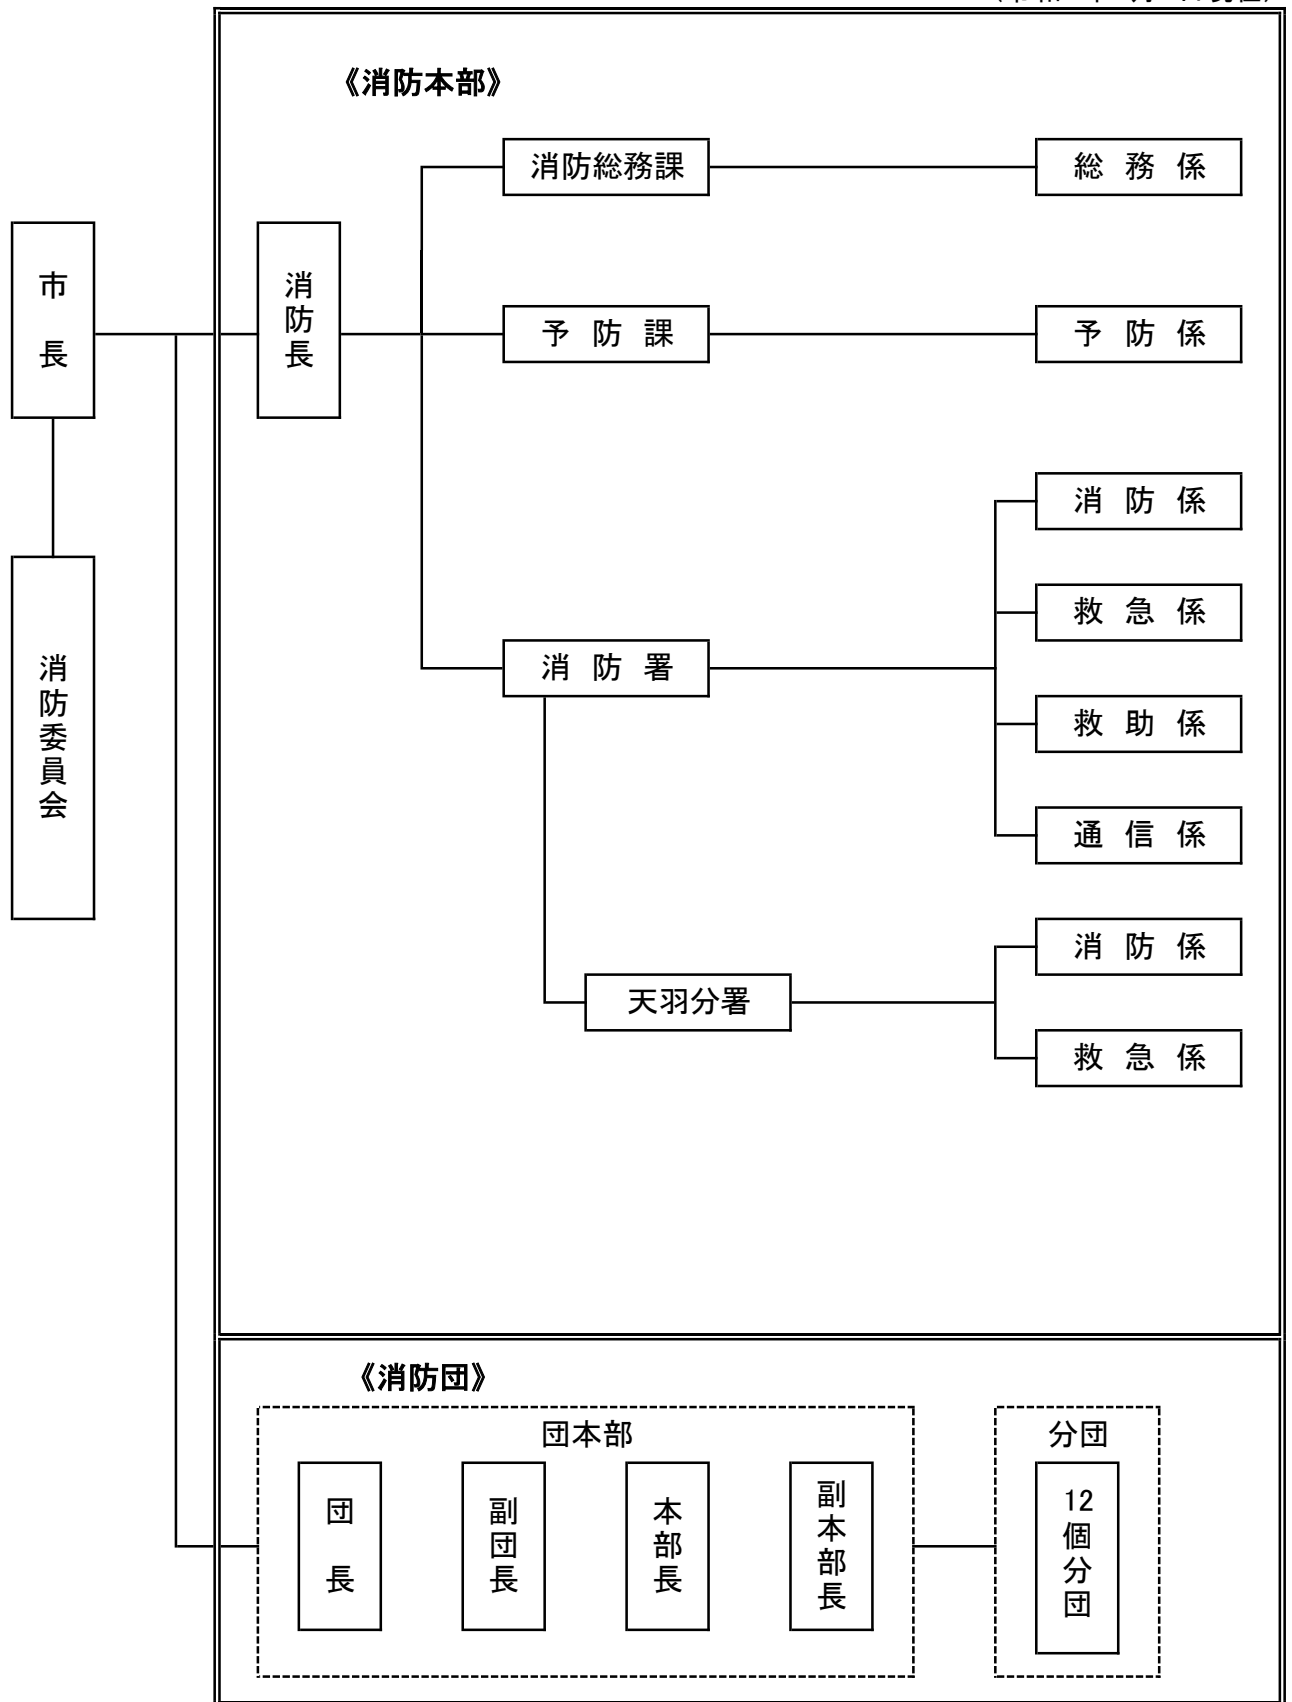 《消防本部》
消防総務課
総務係
市長
消防長
予防課
予防係
消防係
救急係
消防署
消防委員会
救助係
通信係
消防係
天羽分署
救急係
《消防団》
団本部
分団
団長
副団長
本部長
副本部長
12個分団